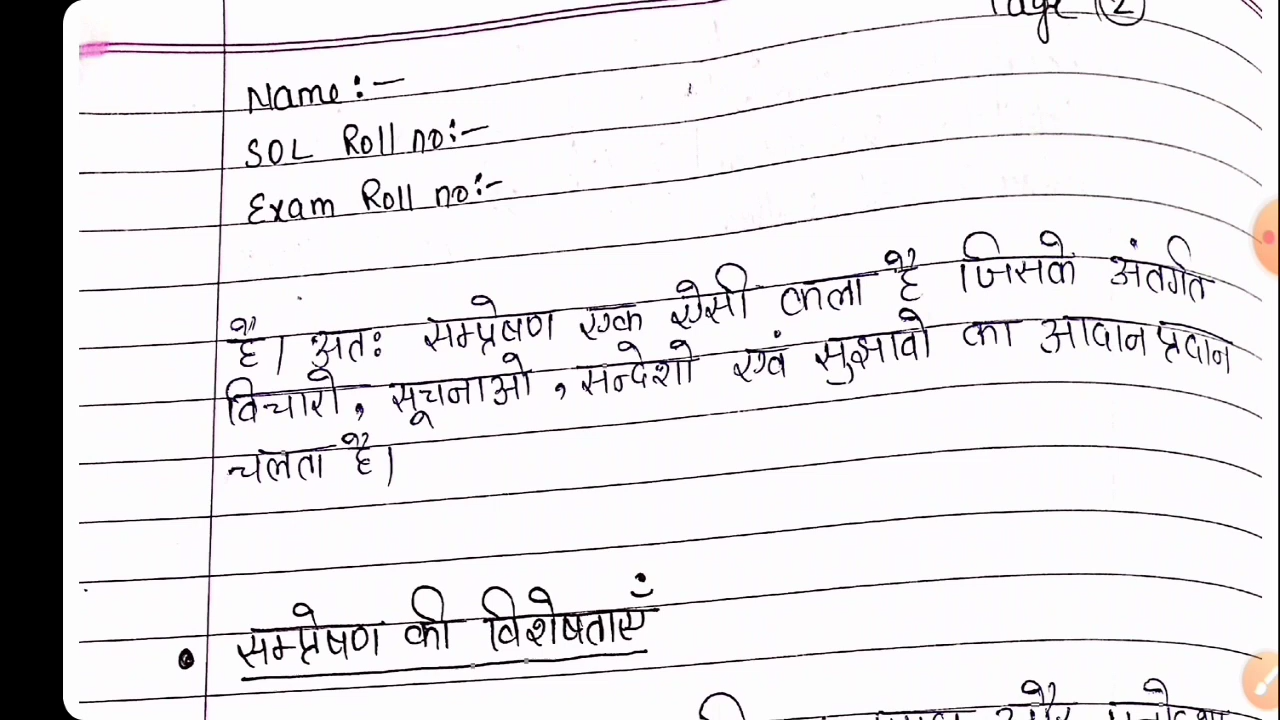 Page 2
Name:-
SOL Roll no:-
Exam Roll no:-
है। अतः सम्प्रेषण एक ऐसी कला है जिसके अंतर्गत
विचारो, सूचनाओ, सन्देशो एवं सुझावो का आदान प्रदान
चलता है।
• सम्प्रेषण की विशेषताएँ
और